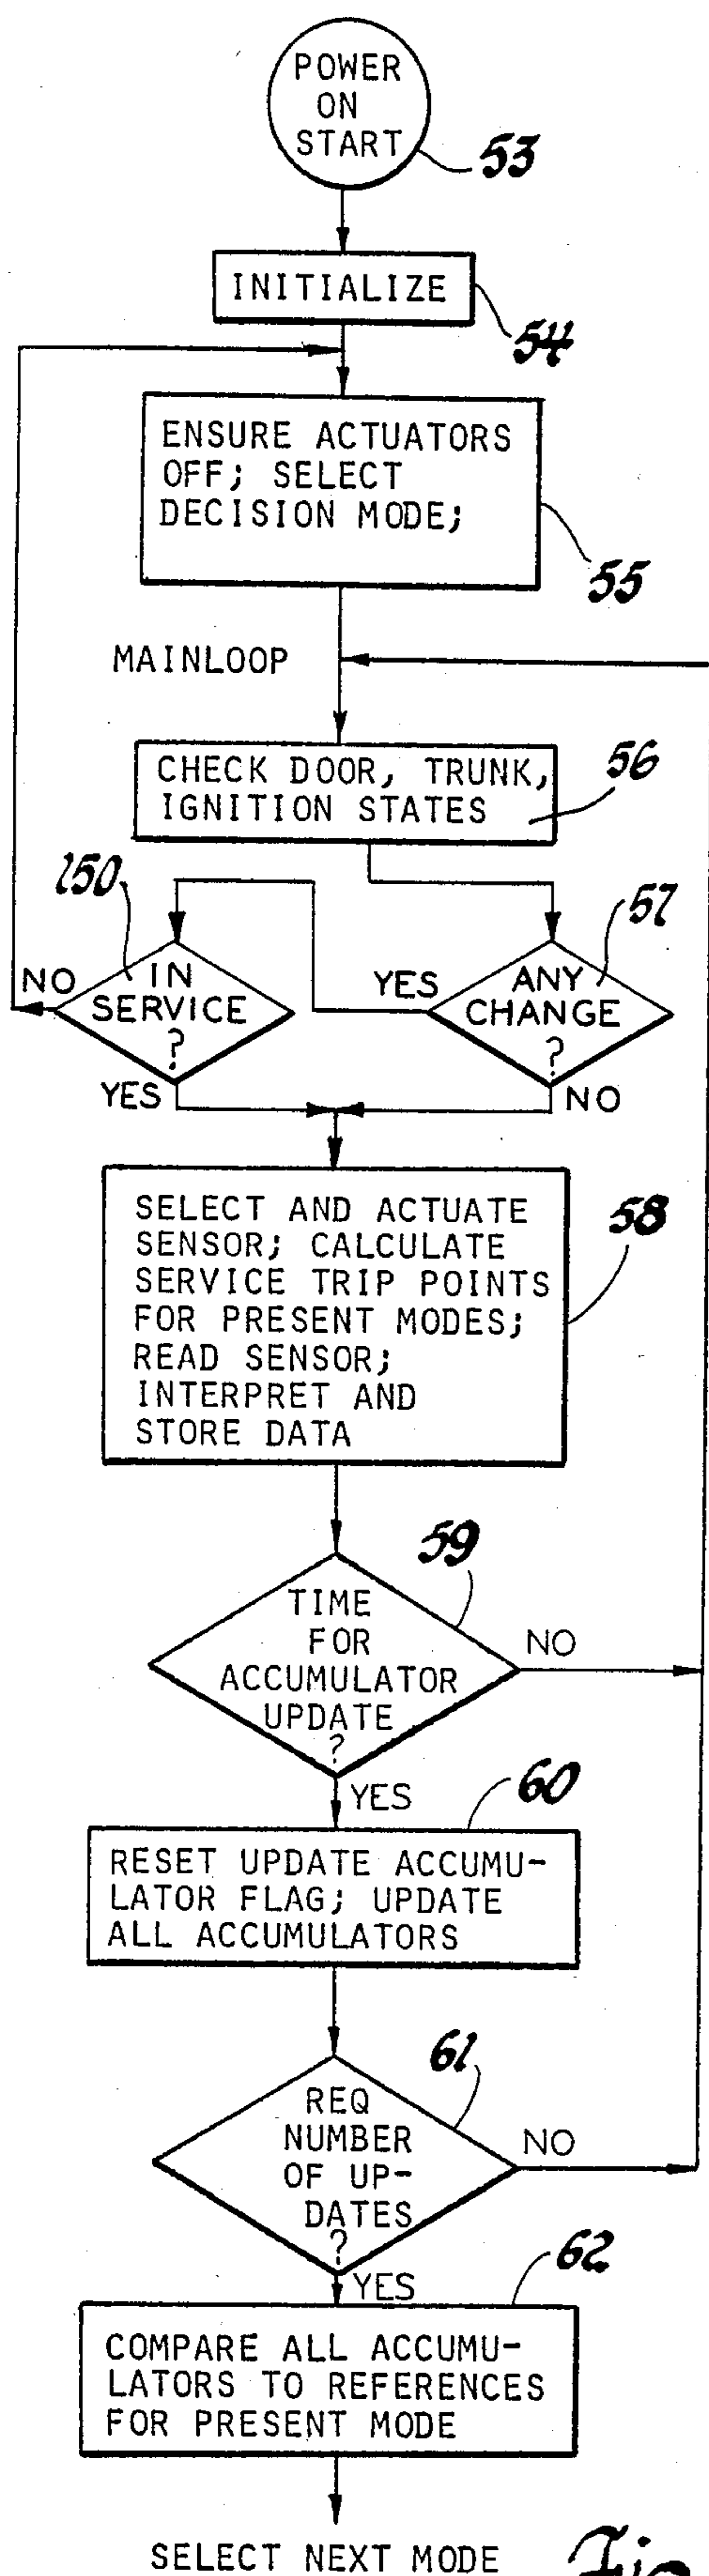 POWER
ON
START
53
INITIALIZE
54
ENSURE ACTUATORS
OFF; SELECT
DECISION MODE;
55
MAINLOOP
CHECK DOOR, TRUNK,
IGNITION STATES
56
150
57
NO
IN
SERVICE
?
YES
YES
ANY
CHANGE
?
NO
SELECT AND ACTUATE
SENSOR; CALCULATE
SERVICE TRIP POINTS
FOR PRESENT MODES;
READ SENSOR;
INTERPRET AND
STORE DATA
58
59
TIME
FOR
ACCUMULATOR
UPDATE
?
NO
YES
60
RESET UPDATE ACCUMU-
LATOR FLAG; UPDATE
ALL ACCUMULATORS
61
REQ
NUMBER
OF UP-
DATES
?
NO
YES
62
COMPARE ALL ACCUMU-
LATORS TO REFERENCES
FOR PRESENT MODE
SELECT NEXT MODE